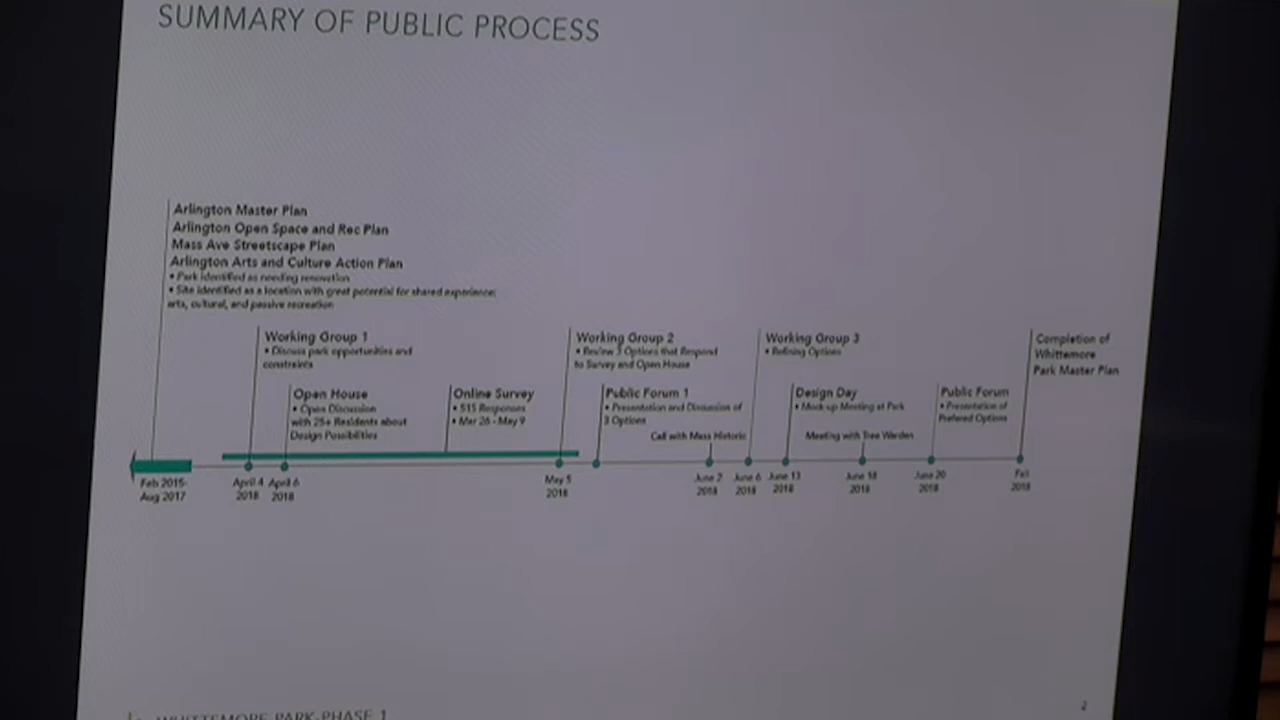 SUMMARY OF PUBLIC PROCESS
Arlington Master Plan
Arlington Open Space and Rec Plan
Mass Ave Streetscape Plan
Arlington Arts and Culture Action Plan
• Park identified as needing renovation
• Site identified as a location with great potential for shared experience;
arts, cultural, and passive recreation
Working Group 1
• Discuss park opportunities and
constraints
Open House
• Open Discussion
with 25+ Residents about
Design Possibilities
Online Survey
• 515 Responses
• Mar 26 - May 9
Working Group 2
• Review 3 Options that Respond
to Survey and Open House
Public Forum 1
• Presentation and Discussion of
3 Options
Call with Mass Historic
Working Group 3
• Refining Options
Design Day
• Mock-up Meeting at Park
Meeting with Tree Warden
Public Forum
• Presentation of
Preferred Options
Completion of
Whittemore
Park Master Plan
Feb 2015-
Aug 2017
April 4
2018
April 6
2018
May 5
2018
June 2
2018
June 6
2018
June 13
2018
June 18
2018
June 20
2018
Fall
2018
WHITTEMORE PARK-PHASE 1
2